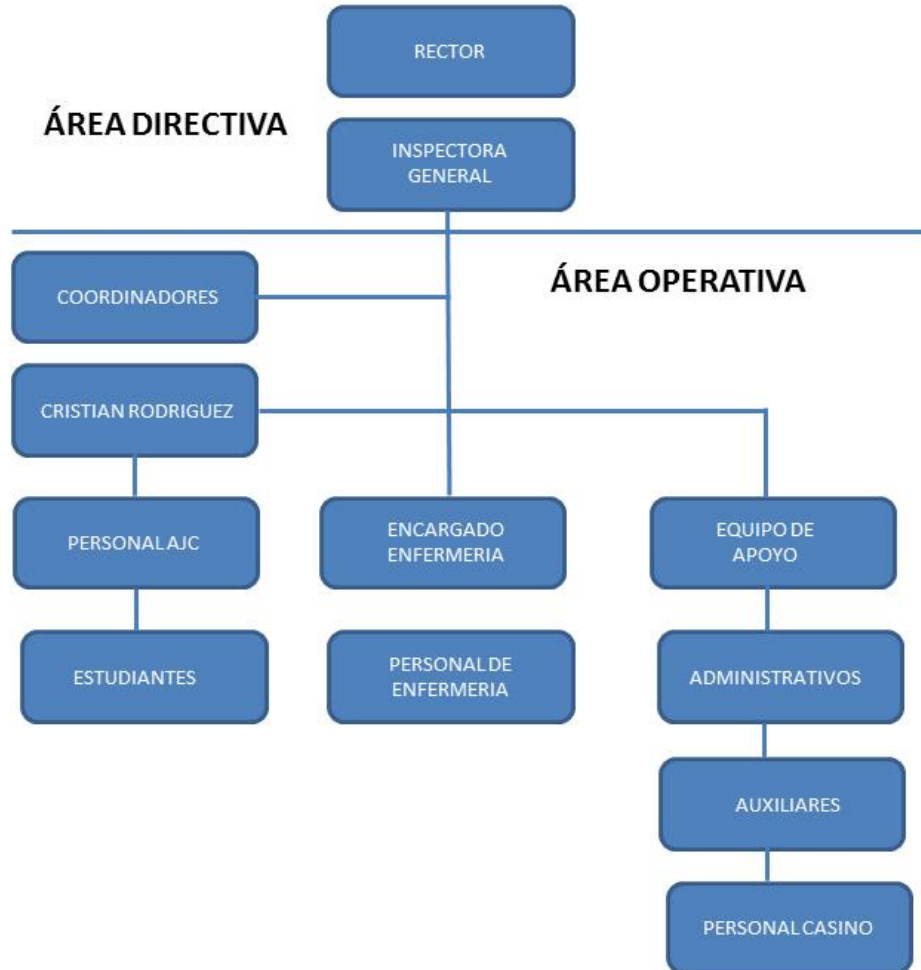 RECTOR
ÁREA DIRECTIVA
INSPECTORA
GENERAL
ÁREA OPERATIVA
COORDINADORES
CRISTIAN RODRIGUEZ
PERSONAL AJC
ENCARGADO
ENFERMERIA
EQUIPO DE
APOYO
ESTUDIANTES
PERSONAL DE
ENFERMERIA
ADMINISTRATIVOS
AUXILIARES
PERSONAL CASINO